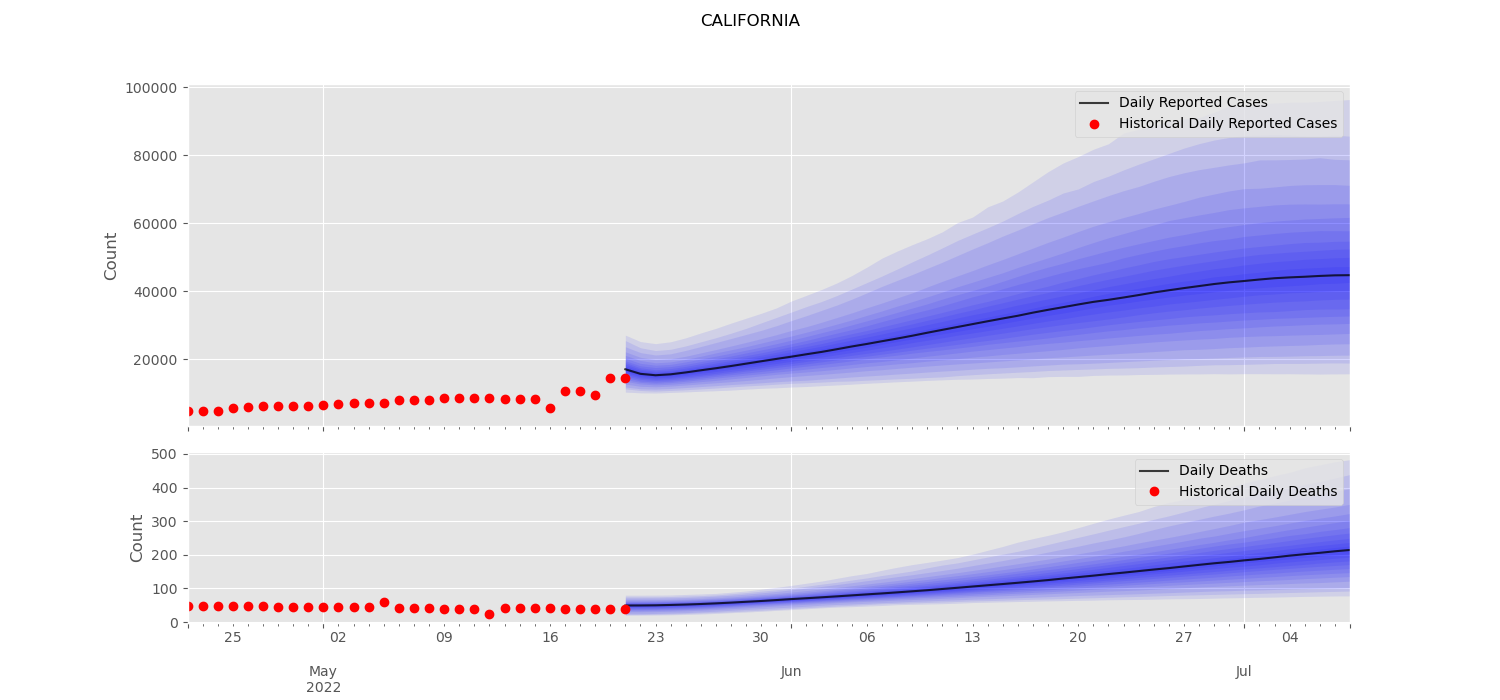 CALIFORNIA
100000
80000
60000
40000
20000
Count
Daily Reported Cases
Historical Daily Reported Cases
500
400
300
200
100
0
Count
Daily Deaths
Historical Daily Deaths
25 02 09 16 23 30 06 13 20 27 04
May Jun Jul
2022